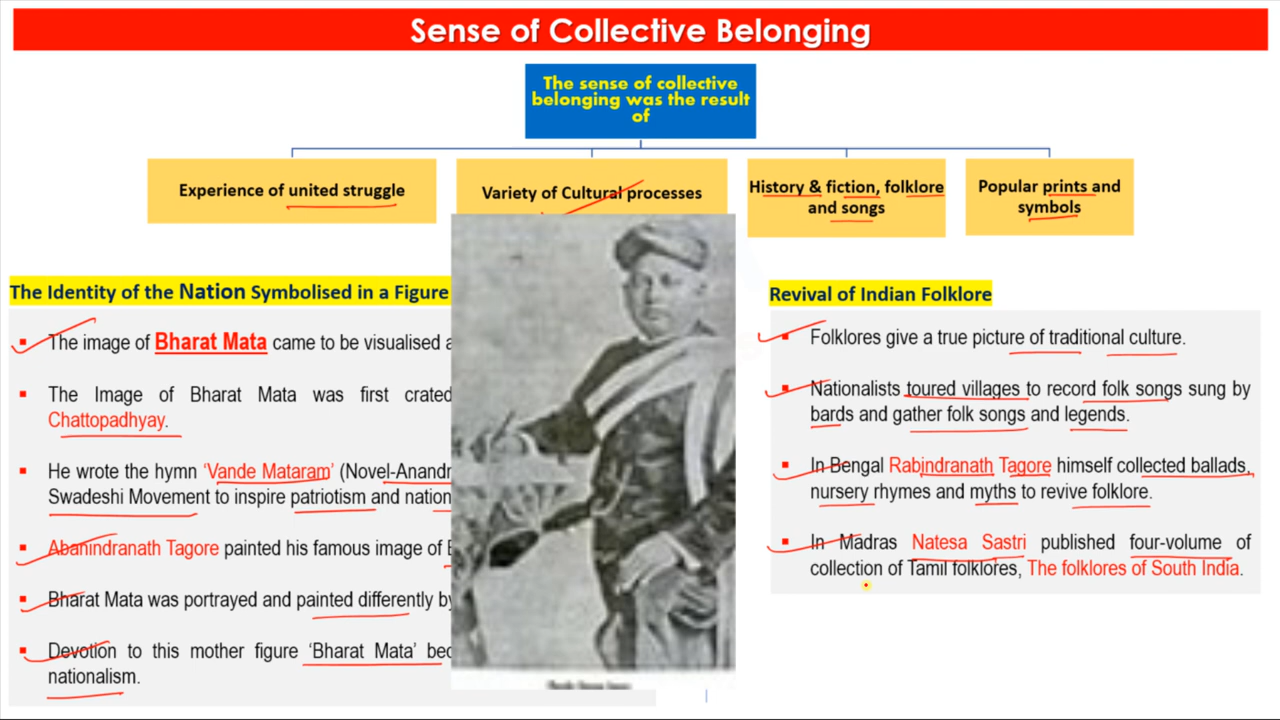 Sense of Collective Belonging
The sense of collective
belonging was the result
of
Experience of united struggle
Variety of Cultural processes
History & fiction, folklore
and songs
Popular prints and
symbols
The Identity of the Nation Symbolised in a Figure
▪ The image of Bharat Mata came to be visualised
▪ The Image of Bharat Mata was first crated
Chattopadhyay.
▪ He wrote the hymn ‘Vande Mataram’ (Novel-Anandr
Swadeshi Movement to inspire patriotism and nation
▪ Abanindranath Tagore painted his famous image of
▪ Bharat Mata was portrayed and painted differently by
▪ Devotion to this mother figure ‘Bharat Mata’ bec
nationalism.
Revival of Indian Folklore
▪ Folklores give a true picture of traditional culture.
▪ Nationalists toured villages to record folk songs sung by
bards and gather folk songs and legends.
▪ In Bengal Rabindranath Tagore himself collected ballads,
nursery rhymes and myths to revive folklore.
▪ In Madras Natesa Sastri published four-volume of
collection of Tamil folklores, The folklores of South India.